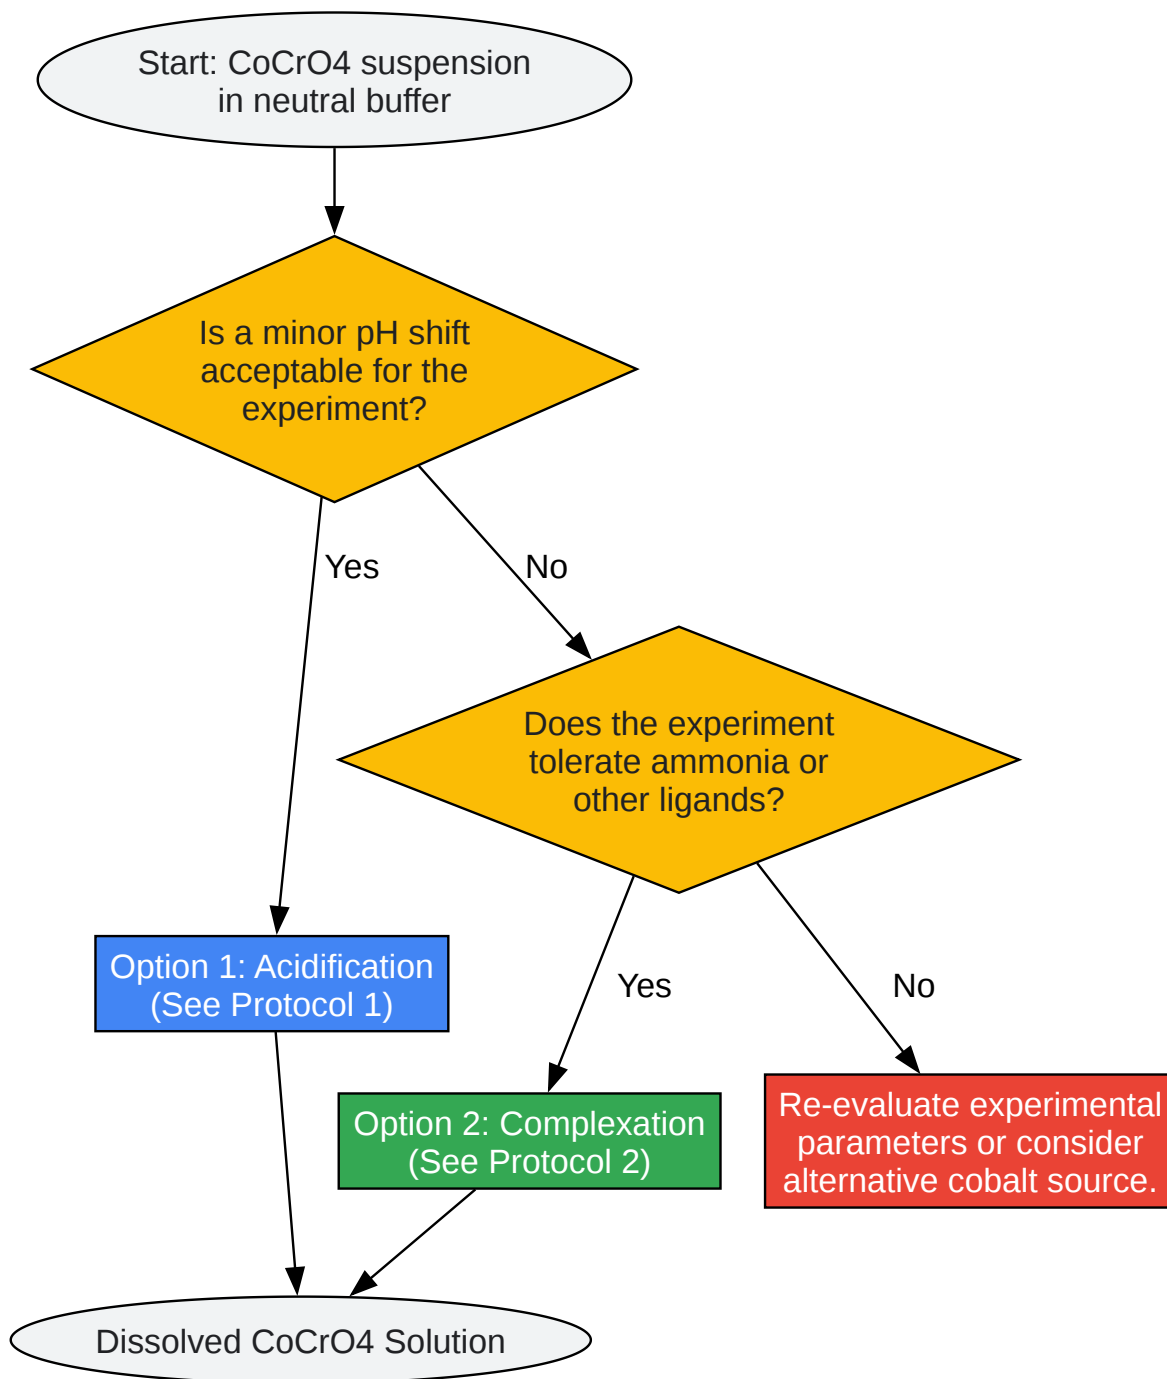 Start: CoCrO4 suspension
in neutral buffer
Is a minor pH shift
acceptable for the
experiment?
Yes
No
Does the experiment
tolerate ammonia or
other ligands?
Option 1: Acidification
(See Protocol 1)
Yes
No
Option 2: Complexation
(See Protocol 2)
Re-evaluate experimental
parameters or consider
alternative cobalt source.
Dissolved CoCrO4 Solution